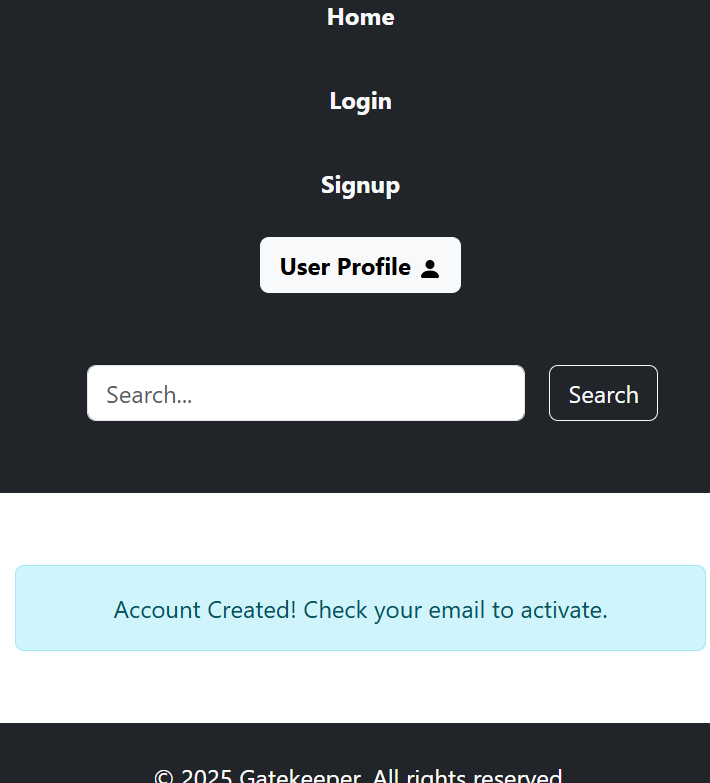 Home
Login
Signup
User Profile
Search...
Search
Account Created! Check your email to activate.
© 2025 Gatekeeper. All rights reserved